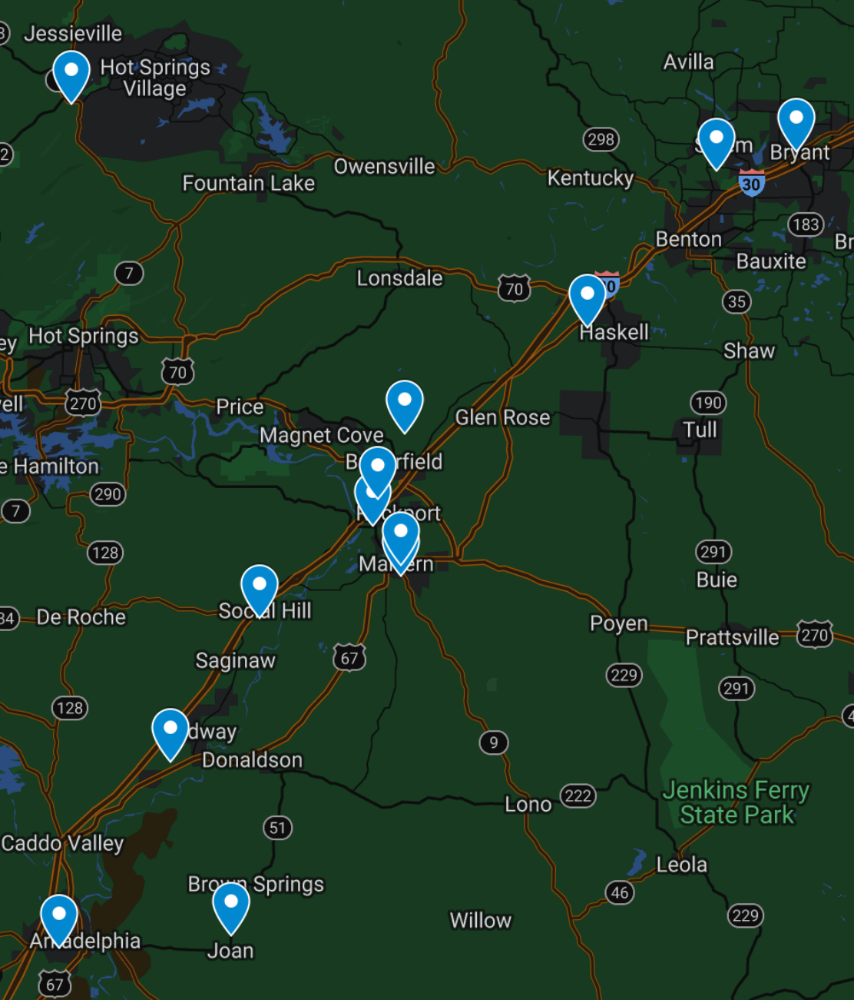 Jessieville
Hot Springs
Village
Avilla
298
Bryant
Owensville
Kentucky
Fountain Lake
30
183
Benton
Bauxite
7
Lonsdale
70
35
Haskell
Hot Springs
Shaw
70
270
190
Price
Glen Rose
Tull
Magnet Cove
290
7
128
291
Buie
De Roche
Social Hill
Poyen
Prattsville
270
Saginaw
67
229
291
128
9
Donaldson
Jenkins Ferry
State Park
222
Lono
51
Caddo Valley
Leola
Brown Springs
46
229
Willow
Joan
67